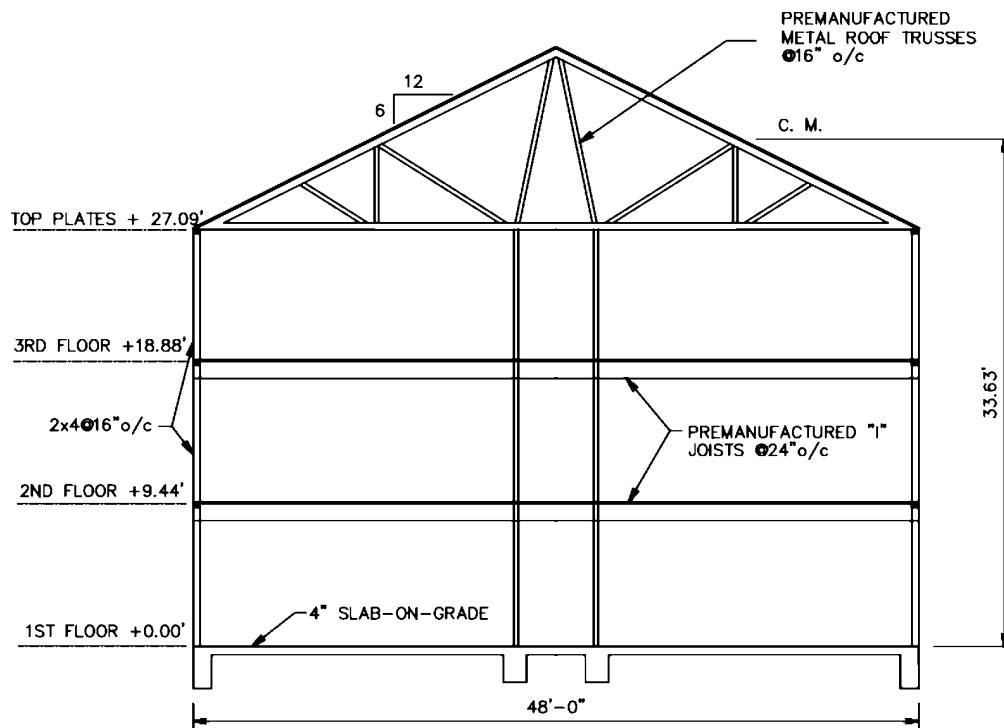 PREMANUFACTURED
METAL ROOF TRUSSES
@16" o/c
12
6
C. M.
TOP PLATES + 27.09'
3RD FLOOR +18.88'
33.63'
2x4@16"o/c
PREMANUFACTURED "I"
JOISTS @24"o/c
2ND FLOOR +9.44'
4" SLAB-ON-GRADE
1ST FLOOR +0.00'
48'-0"